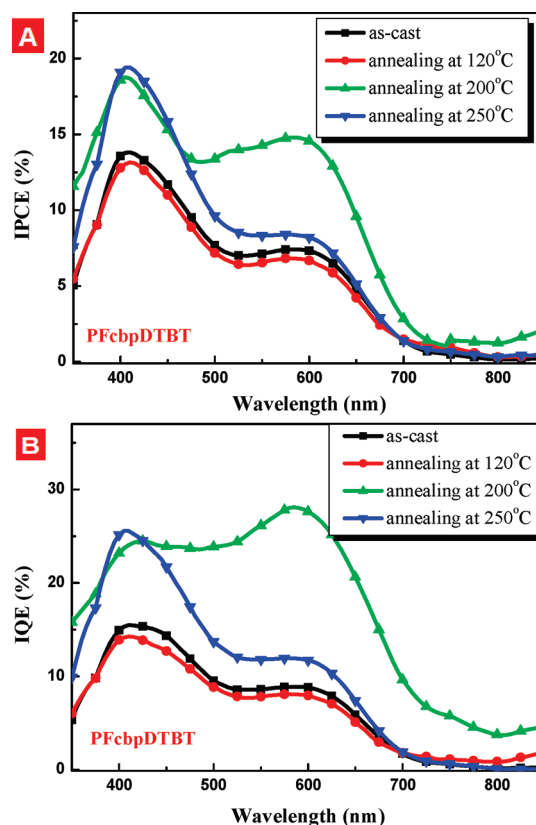 A
as-cast
annealing at 120°C
annealing at 200°C
annealing at 250°C
IPCE (%)
20
15
10
5
0
PFcbpDTBT
400 500 600 700 800
Wavelength (nm)
B
as-cast
annealing at 120°C
annealing at 200°C
annealing at 250°C
IQE (%)
30
20
10
0
PFcbpDTBT
400 500 600 700 800
Wavelength (nm)